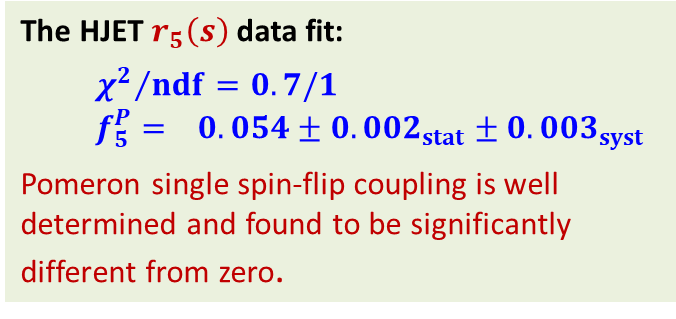 The HJET r₅(s) data fit:
χ²/ndf = 0.7/1
f₅ᴾ = 0.054 ± 0.002stat ± 0.003syst
Pomeron single spin-flip coupling is well
determined and found to be significantly
different from zero.